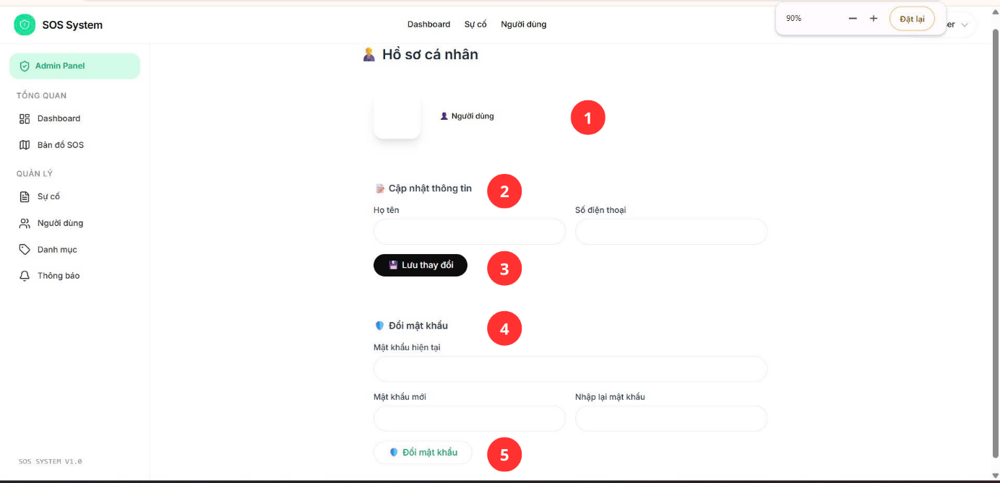 SOS System
Dashboard Sự cố Người dùng
90% − + Đặt lại
er
Admin Panel
TỔNG QUAN
Dashboard
Bản đồ SOS
QUẢN LÝ
Sự cố
Người dùng
Danh mục
Thông báo
SOS SYSTEM V1.0
Hồ sơ cá nhân
Người dùng
1
Cập nhật thông tin
2
Họ tên Số điện thoại
Lưu thay đổi
3
Đổi mật khẩu
4
Mật khẩu hiện tại
Mật khẩu mới Nhập lại mật khẩu
Đổi mật khẩu
5